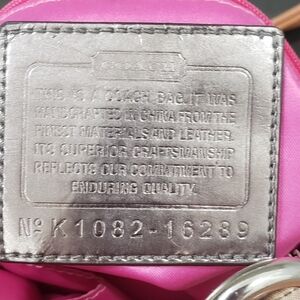 COACH
THIS IS A COACH BAG. IT WAS
HANDCRAFTED IN CHINA FROM THE
FINEST MATERIALS AND LEATHER.
ITS SUPERIOR CRAFTSMANSHIP
REFLECTS OUR COMMITMENT TO
ENDURING QUALITY.
Nº K1082-16289